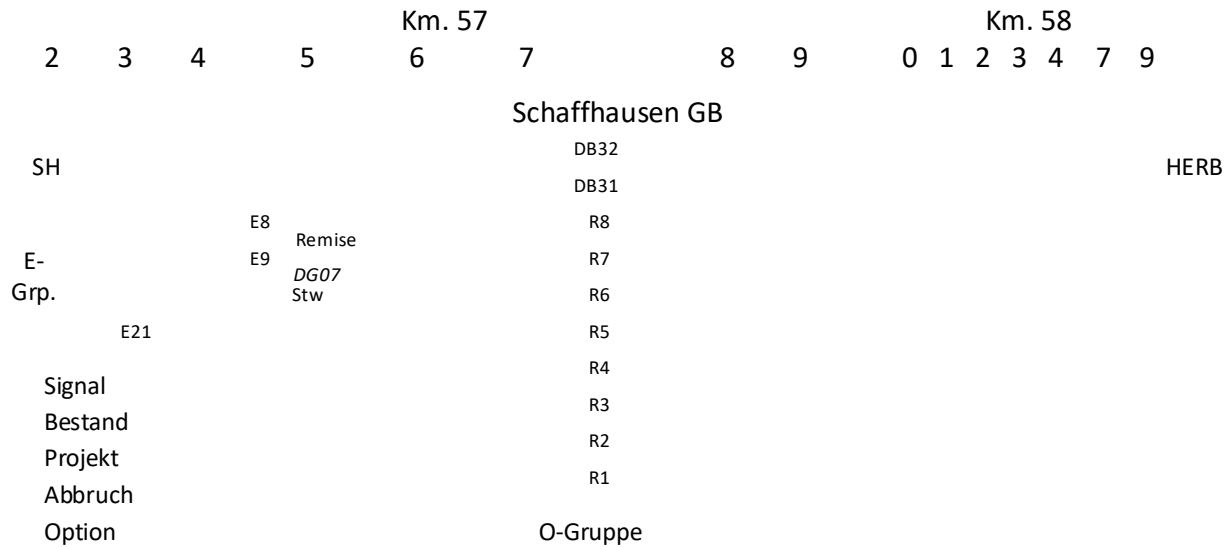 Km. 57 Km. 58
2 3 4 5 6 7 8 9 0 1 2 3 4 7 9
Schaffhausen GB
DB32
SH HERB
DB31
E8 R8
Remise
E9 R7
E-
Grp.
DG07
Stw R6
E21 R5
R4
Signal
R3
Bestand
R2
Projekt
R1
Abbruch
Option O-Gruppe